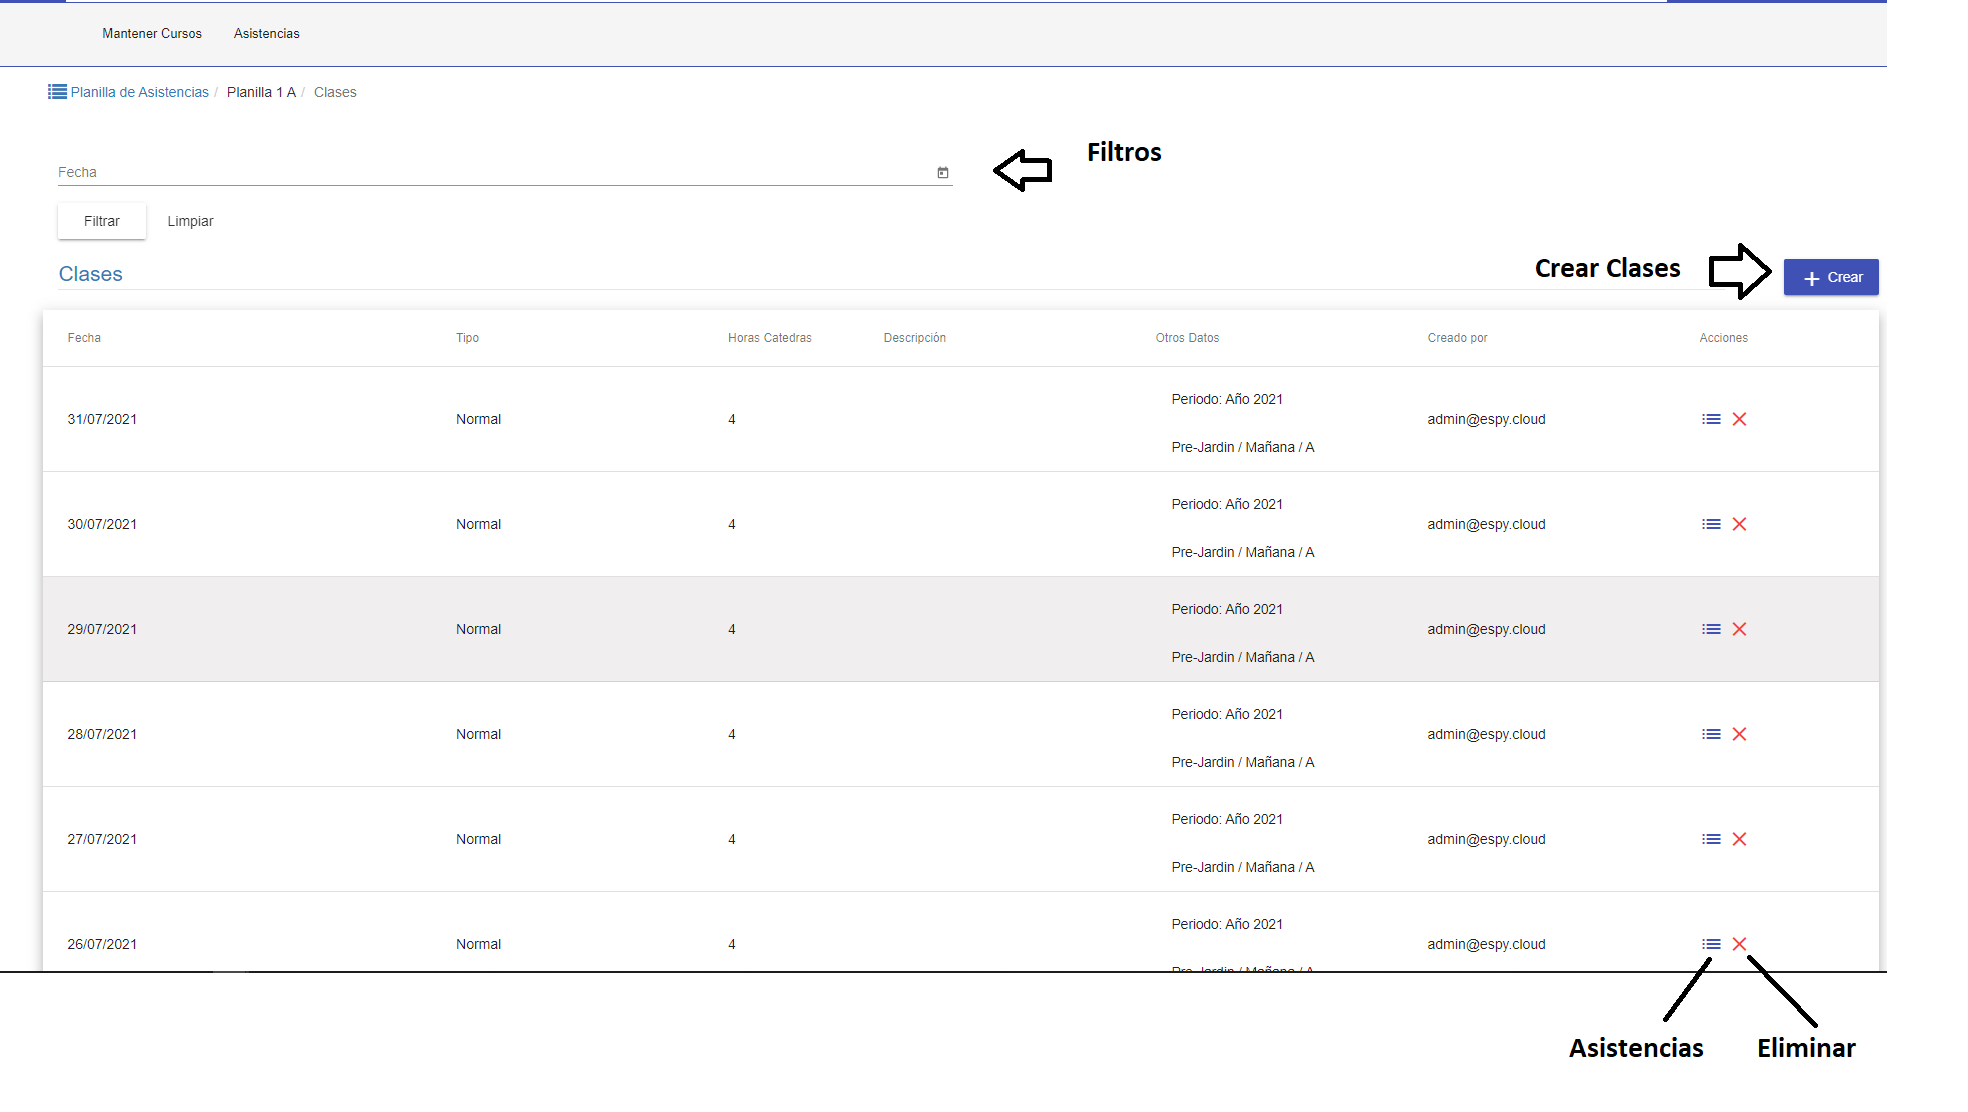 Mantener Cursos Asistencias
Planilla de Asistencias / Planilla 1 A / Clases
Filtros
Fecha
Filtrar Limpiar
Crear Clases
Clases
+ Crear
Fecha Tipo Horas Catedras Descripción Otros Datos Creado por Acciones
Periodo: Año 2021
31/07/2021 Normal 4 admin@espy.cloud
Pre-Jardin / Mañana / A
Periodo: Año 2021
30/07/2021 Normal 4 admin@espy.cloud
Pre-Jardin / Mañana / A
Periodo: Año 2021
29/07/2021 Normal 4 admin@espy.cloud
Pre-Jardin / Mañana / A
Periodo: Año 2021
28/07/2021 Normal 4 admin@espy.cloud
Pre-Jardin / Mañana / A
Periodo: Año 2021
27/07/2021 Normal 4 admin@espy.cloud
Pre-Jardin / Mañana / A
Periodo: Año 2021
26/07/2021 Normal 4 admin@espy.cloud
Pre-Jardin / Mañana / A
Asistencias Eliminar